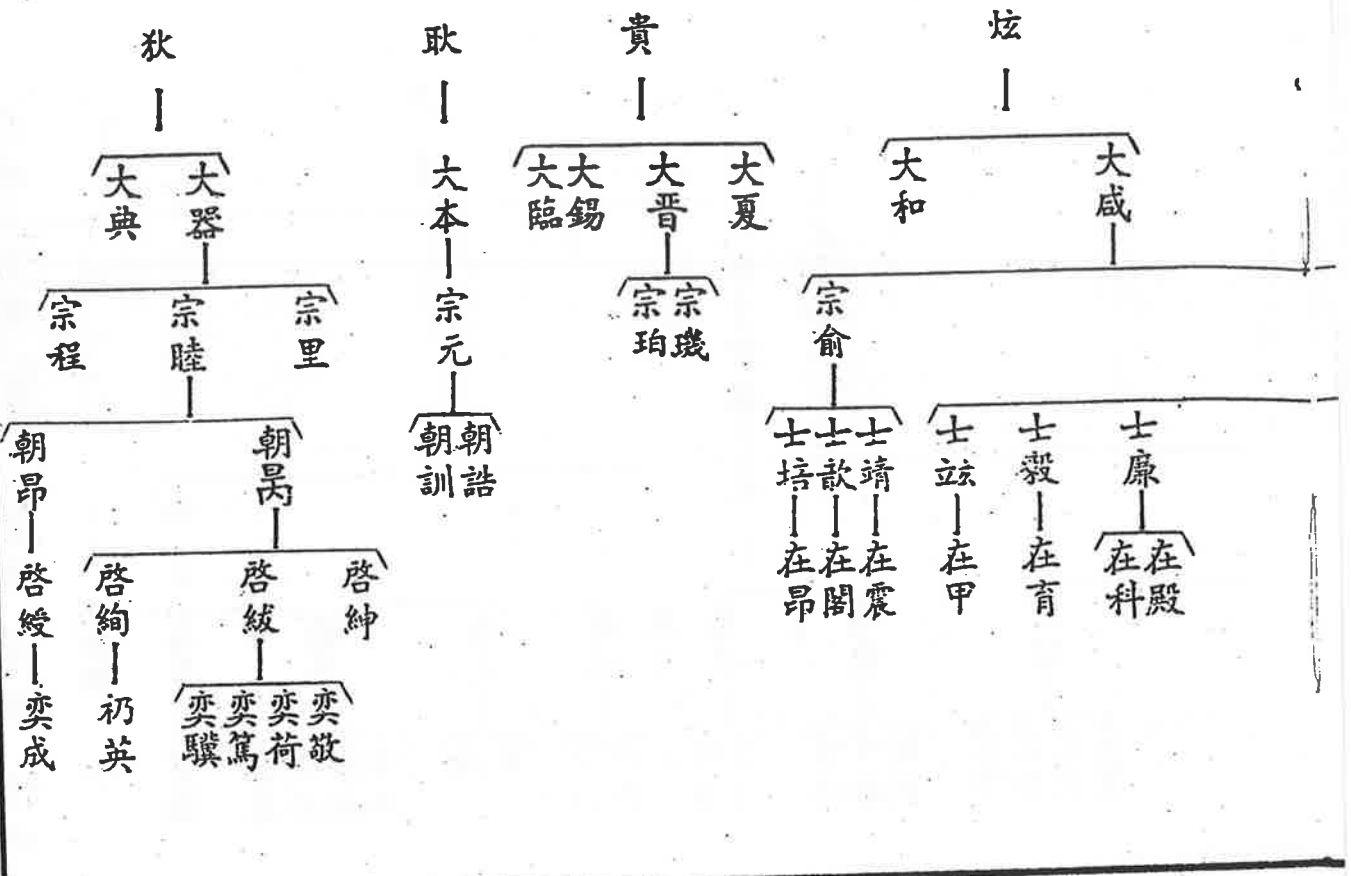 炫
貴
耿
狄
大咸
大和
大夏
大晋
大錫
大臨
大本
大器
大典
宗俞
宗璣
宗珀
宗元
宗里
宗睦
宗程
士廉
士毅
士
士靖
士歆
士培
朝誥
朝訓
朝昺
朝昂
在殿
在科
在育
在甲
在震
在閣
在昂
啓紳
啓紱
啓絢
啓綬
奕敬
奕荷
奕篤
奕驥
礽英
奕成